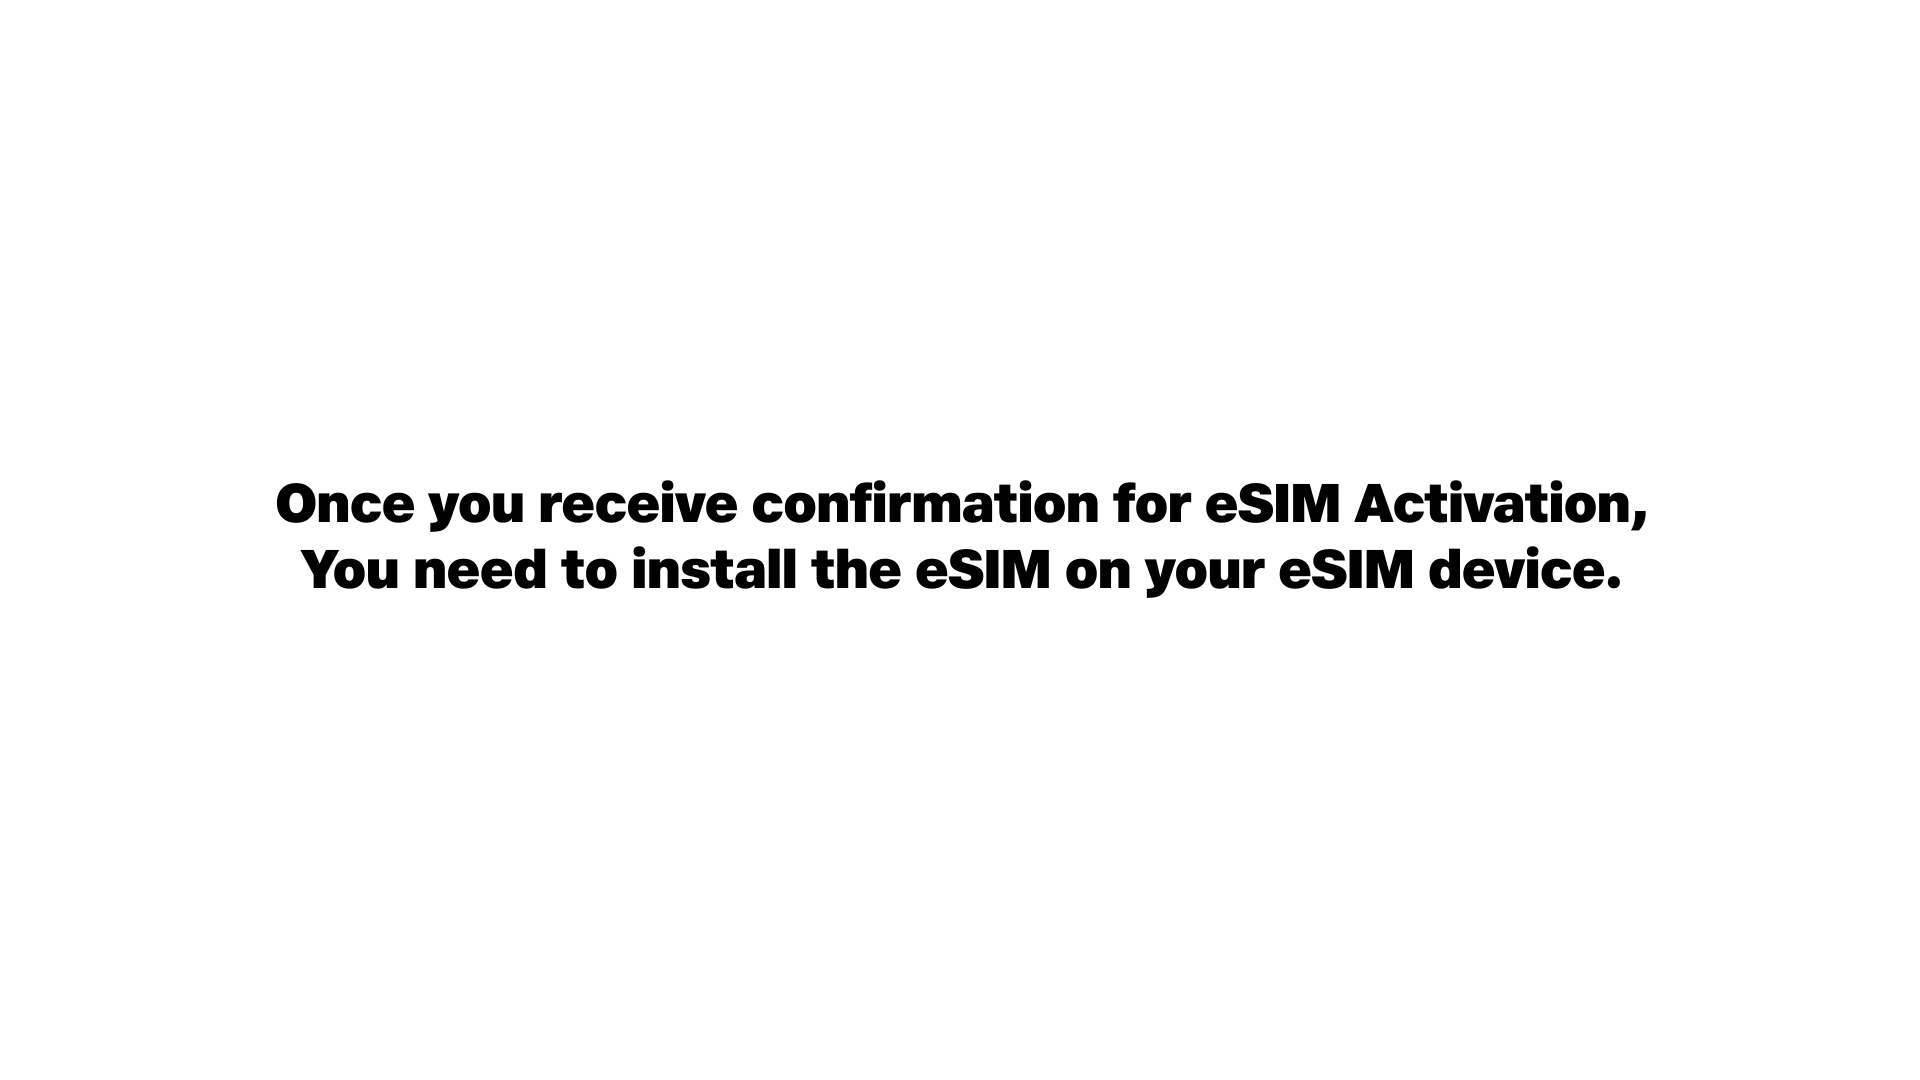 Once you receive confirmation for eSIM Activation,
You need to install the eSIM on your eSIM device.